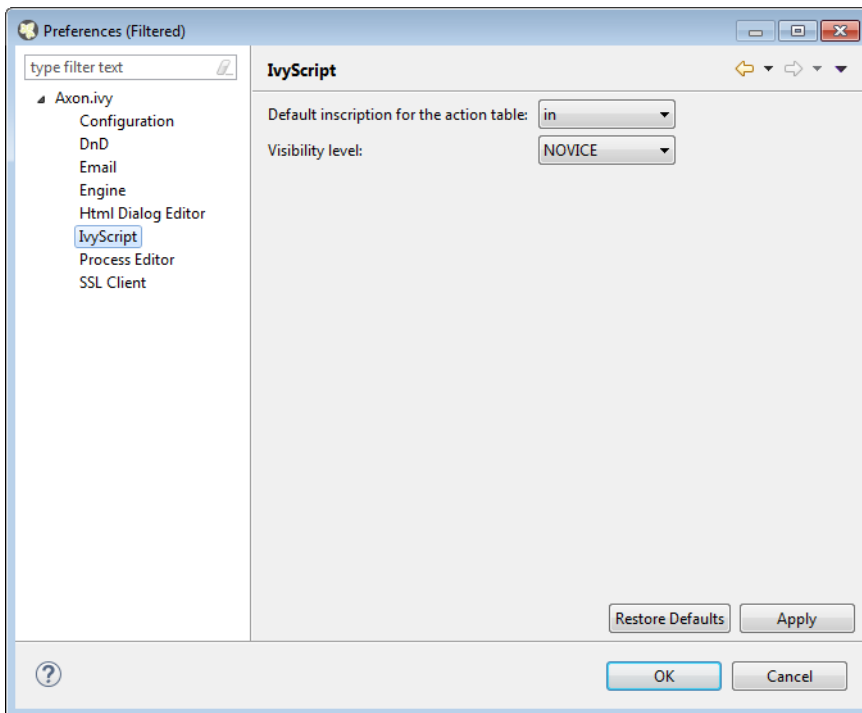 Preferences (Filtered)
type filter text
Axon.ivy
Configuration
DnD
Email
Engine
Html Dialog Editor
IvyScript
Process Editor
SSL Client
IvyScript
Default inscription for the action table: in
Visibility level: NOVICE
Restore Defaults Apply
OK Cancel